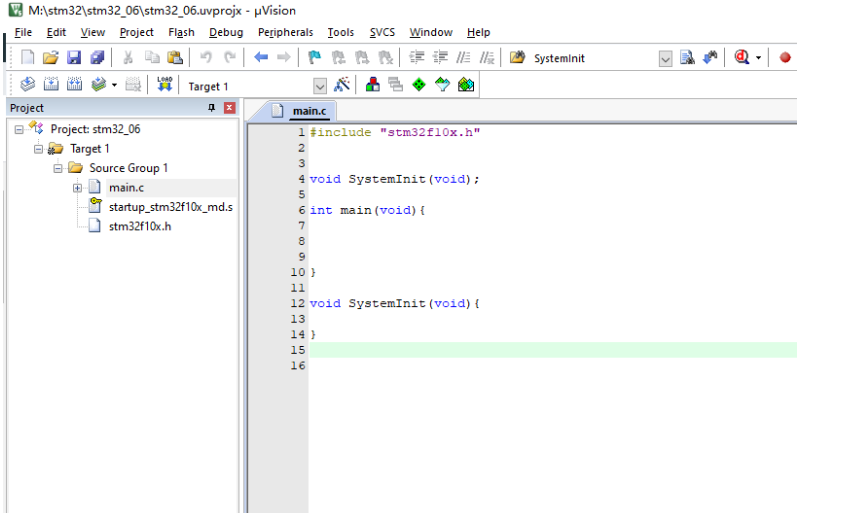 M:\stm32\stm32_06\stm32_06.uvprojx - µVision
File Edit View Project Flash Debug Peripherals Tools SVCS Window Help
SystemInit
LOAD Target 1
Project
main.c
Project: stm32_06
Target 1
Source Group 1
main.c
startup_stm32f10x_md.s
stm32f10x.h
1 #include "stm32f10x.h"
2
3
4 void SystemInit(void);
5
6 int main(void){
7
8
9
10 }
11
12 void SystemInit(void){
13
14 }
15
16